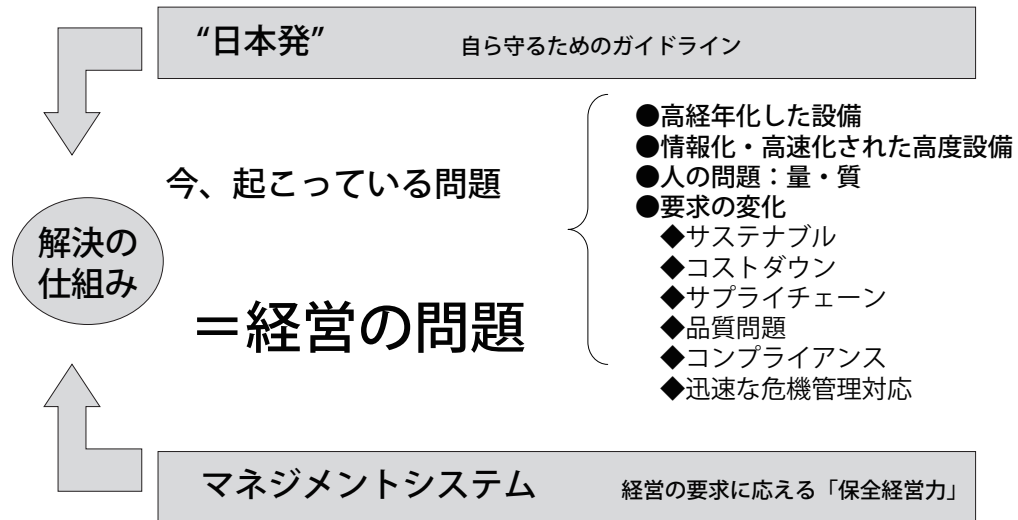 “日本発” 自ら守るためのガイドライン
今、起こっている問題
＝経営の問題
●高経年化した設備
●情報化・高速化された高度設備
●人の問題：量・質
●要求の変化
◆サステナブル
◆コストダウン
◆サプライチェーン
◆品質問題
◆コンプライアンス
◆迅速な危機管理対応
解決の
仕組み
マネジメントシステム 経営の要求に応える「保全経営力」